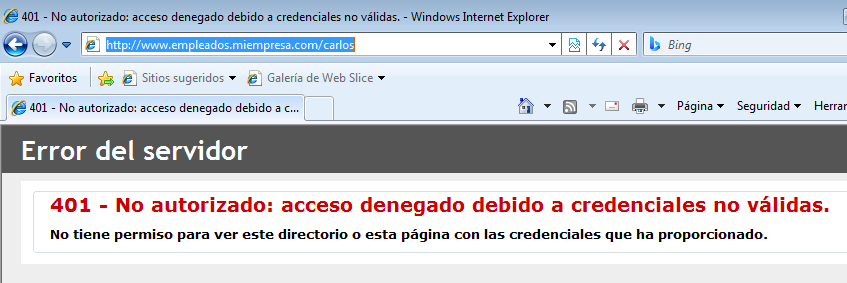 401 - No autorizado: acceso denegado debido a credenciales no válidas. - Windows Internet Explorer
http://www.empleados.miempresa.com/carlos
Bing
Favoritos Sitios sugeridos Galería de Web Slice
401 - No autorizado: acceso denegado debido a c... Página Seguridad Herrar
Error del servidor
401 - No autorizado: acceso denegado debido a credenciales no válidas.
No tiene permiso para ver este directorio o esta página con las credenciales que ha proporcionado.